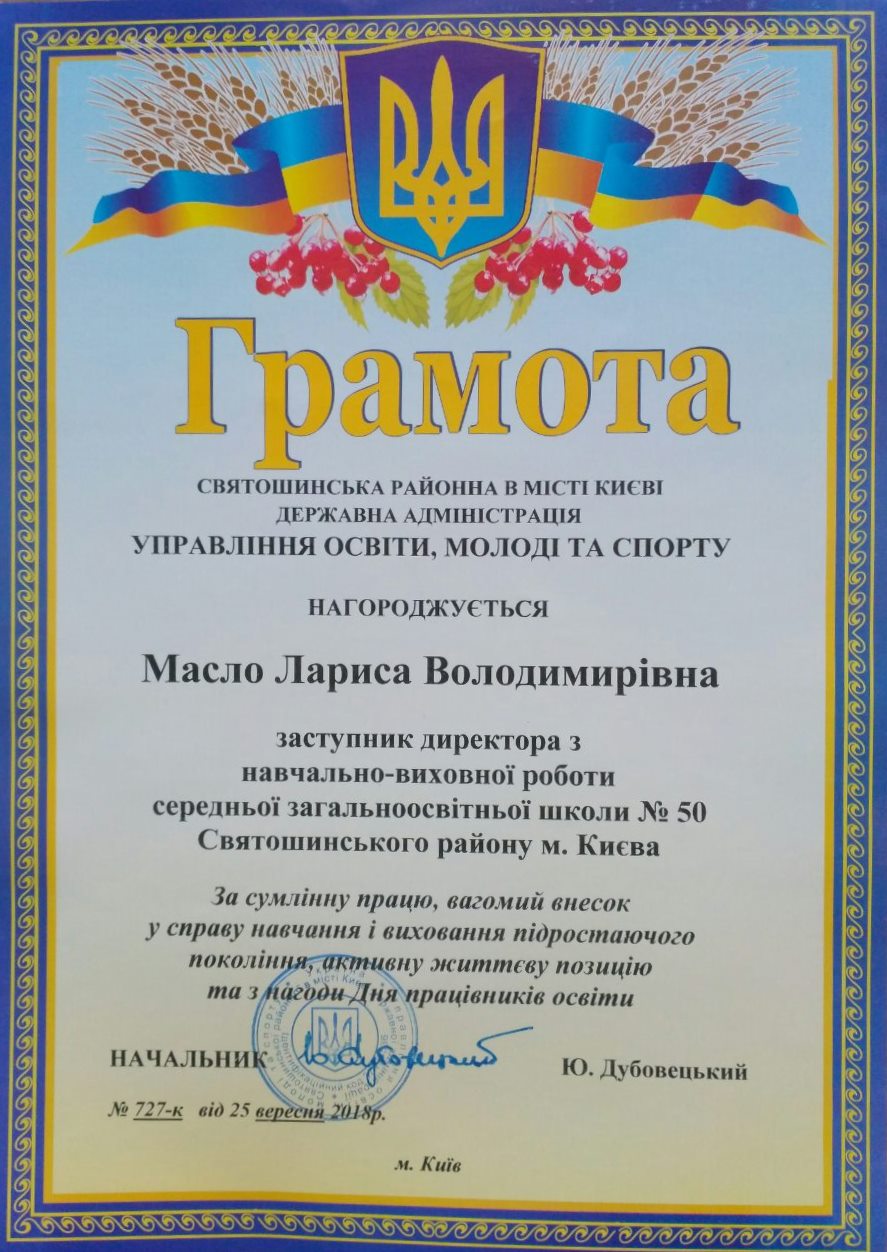 Грамота
СВЯТОШИНСЬКА РАЙОННА В МІСТІ КИЄВІ
ДЕРЖАВНА АДМІНІСТРАЦІЯ
УПРАВЛІННЯ ОСВІТИ, МОЛОДІ ТА СПОРТУ
НАГОРОДЖУЄТЬСЯ
Масло Лариса Володимирівна
заступник директора з
навчально-виховної роботи
середньої загальноосвітньої школи № 50
Святошинського району м. Києва
За сумлінну працю, вагомий внесок
у справу навчання і виховання підростаючого
покоління, активну життєву позицію
та з нагоди Дня працівників освіти
НАЧАЛЬНИК
Ю. Дубовецький
№ 727-к від 25 вересня 2018р.
м. Київ